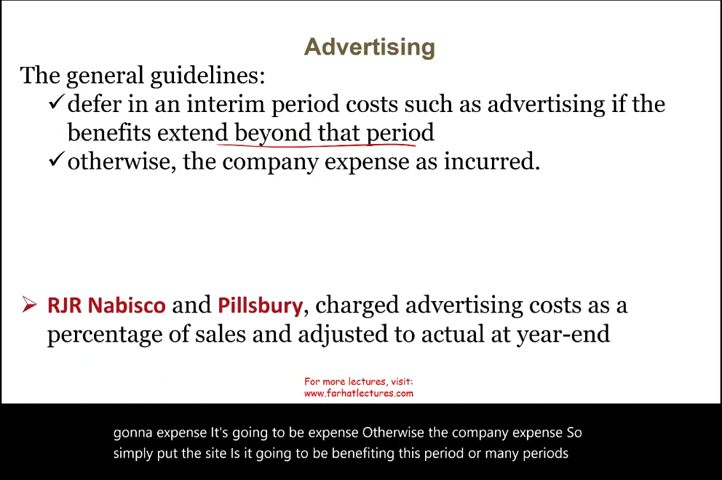 Advertising
The general guidelines:
✓defer in an interim period costs such as advertising if the
benefits extend beyond that period
✓otherwise, the company expense as incurred.
➢ RJR Nabisco and Pillsbury, charged advertising costs as a
percentage of sales and adjusted to actual at year-end
For more lectures, visit:
www.farhatlectures.com
gonna expense It's going to be expense Otherwise the company expense So
simply put the site Is it going to be benefiting this period or many periods